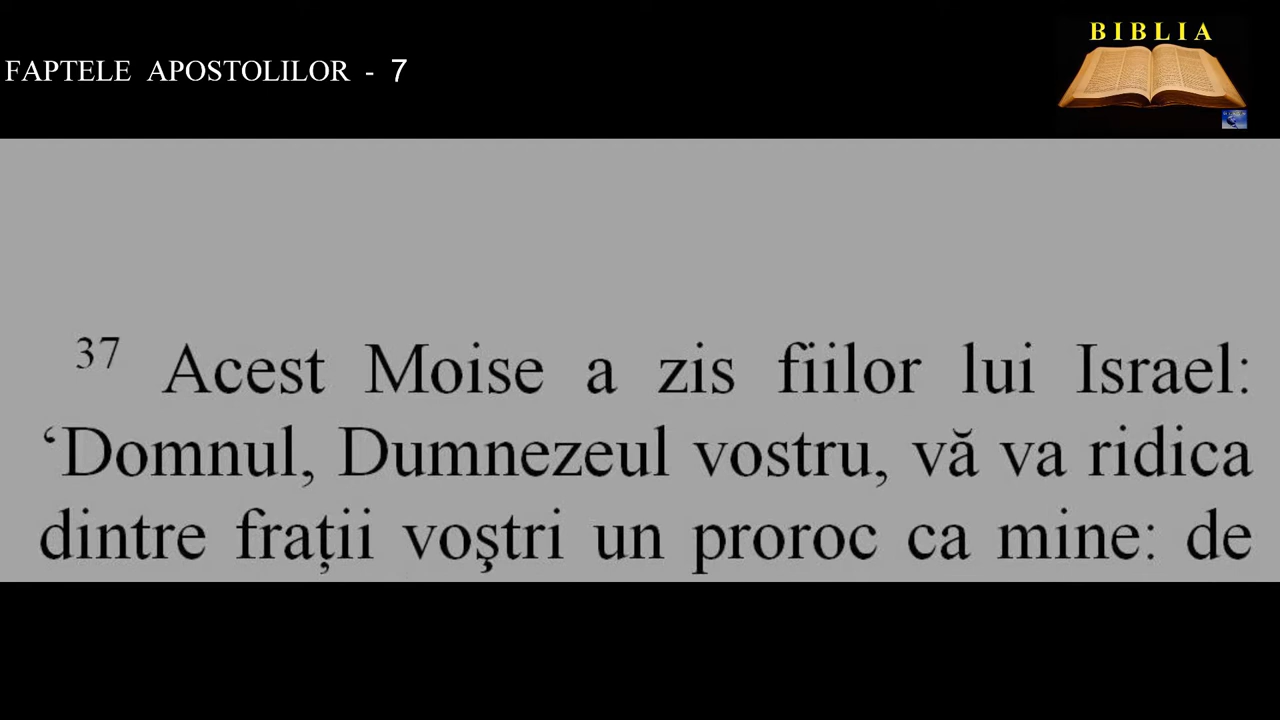 BIBLIA
FAPTELE APOSTOLILOR - 7
37 Acest Moise a zis fiilor lui Israel:
‘Domnul, Dumnezeul vostru, vă va ridica
dintre fraţii voştri un proroc ca mine: de